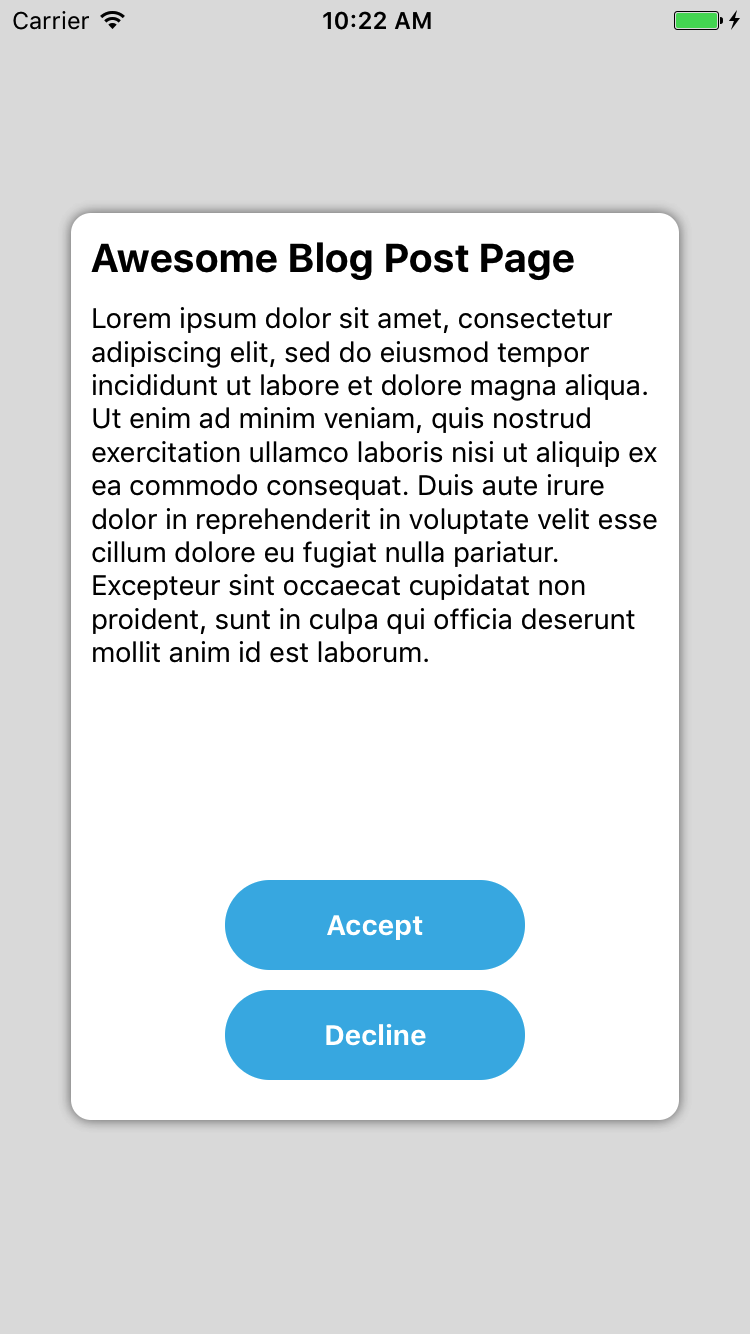 Carrier 10:22 AM
Awesome Blog Post Page
Lorem ipsum dolor sit amet, consectetur
adipiscing elit, sed do eiusmod tempor
incididunt ut labore et dolore magna aliqua.
Ut enim ad minim veniam, quis nostrud
exercitation ullamco laboris nisi ut aliquip ex
ea commodo consequat. Duis aute irure
dolor in reprehenderit in voluptate velit esse
cillum dolore eu fugiat nulla pariatur.
Excepteur sint occaecat cupidatat non
proident, sunt in culpa qui officia deserunt
mollit anim id est laborum.
Accept
Decline